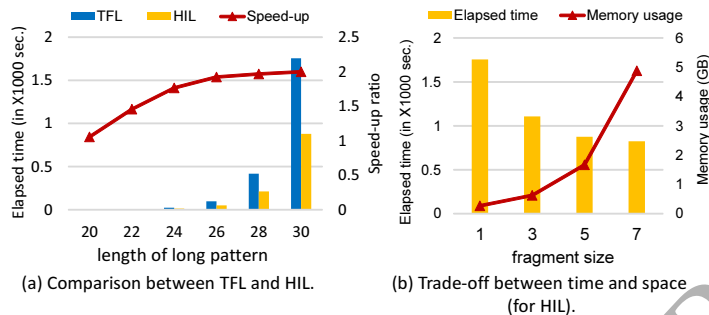 TFL HIL Speed-up
Elapsed time (in X1000 sec.)
2
1.5
1
0.5
0
2.5
2
1.5
1
0.5
0
Speed-up ratio
20 22 24 26 28 30
length of long pattern
(a) Comparison between TFL and HIL.
Elapsed time Memory usage
Elapsed time (in X1000 sec.)
2
1.5
1
0.5
0
6
5
4
3
2
1
0
Memory usage (GB)
1 3 5 7
fragment size
(b) Trade-off between time and space
(for HIL).